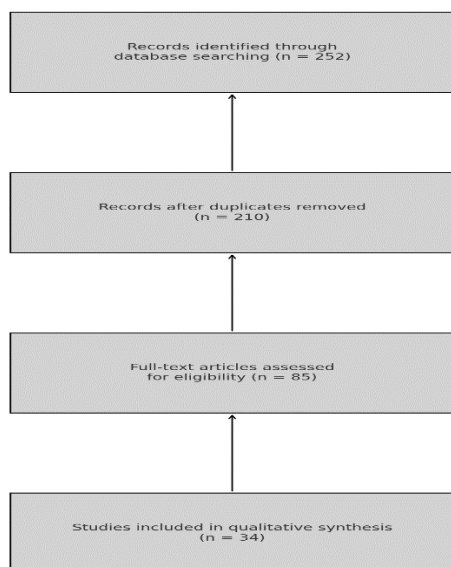 Records identified through
database searching (n = 252)
Records after duplicates removed
(n = 210)
Full-text articles assessed
for eligibility (n = 85)
Studies included in qualitative synthesis
(n = 34)